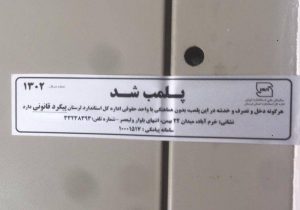 ۱۳۰۲
پلمب شد
هرگونه دخل و تصرف و خدشه در این پلمب بدون هماهنگی با واحد حقوقی اداره کل استاندارد لرستان پیگرد قانونی دارد
نشانی: خرم آباد، میدان ۲۲ بهمن، انتهای بلوار ولیعصر - شماره تلفن: ۳۳۲۳۸۳۹۳
سامانه پیامکی: ۱۰۰۰۱۵۱۷